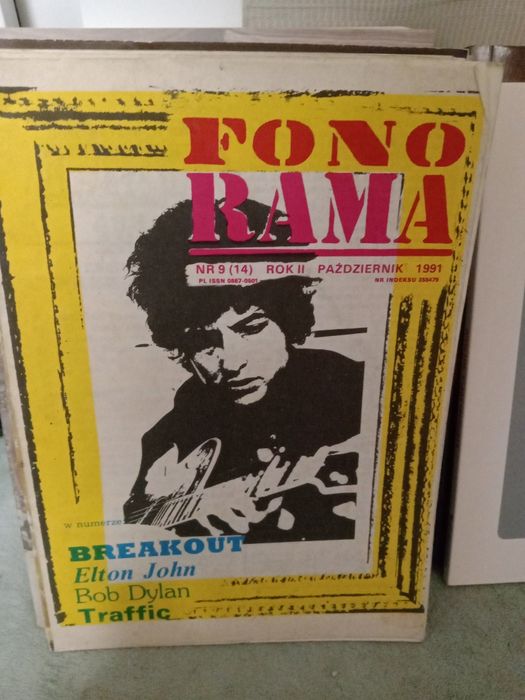 FONO
RAMA
NR 9 (14) ROK II PAŹDZIERNIK 1991
PL ISSN 0867-0501 NR INDEKSU 358479
w numerze:
BREAKOUT
Elton John
Bob Dylan
Traffic